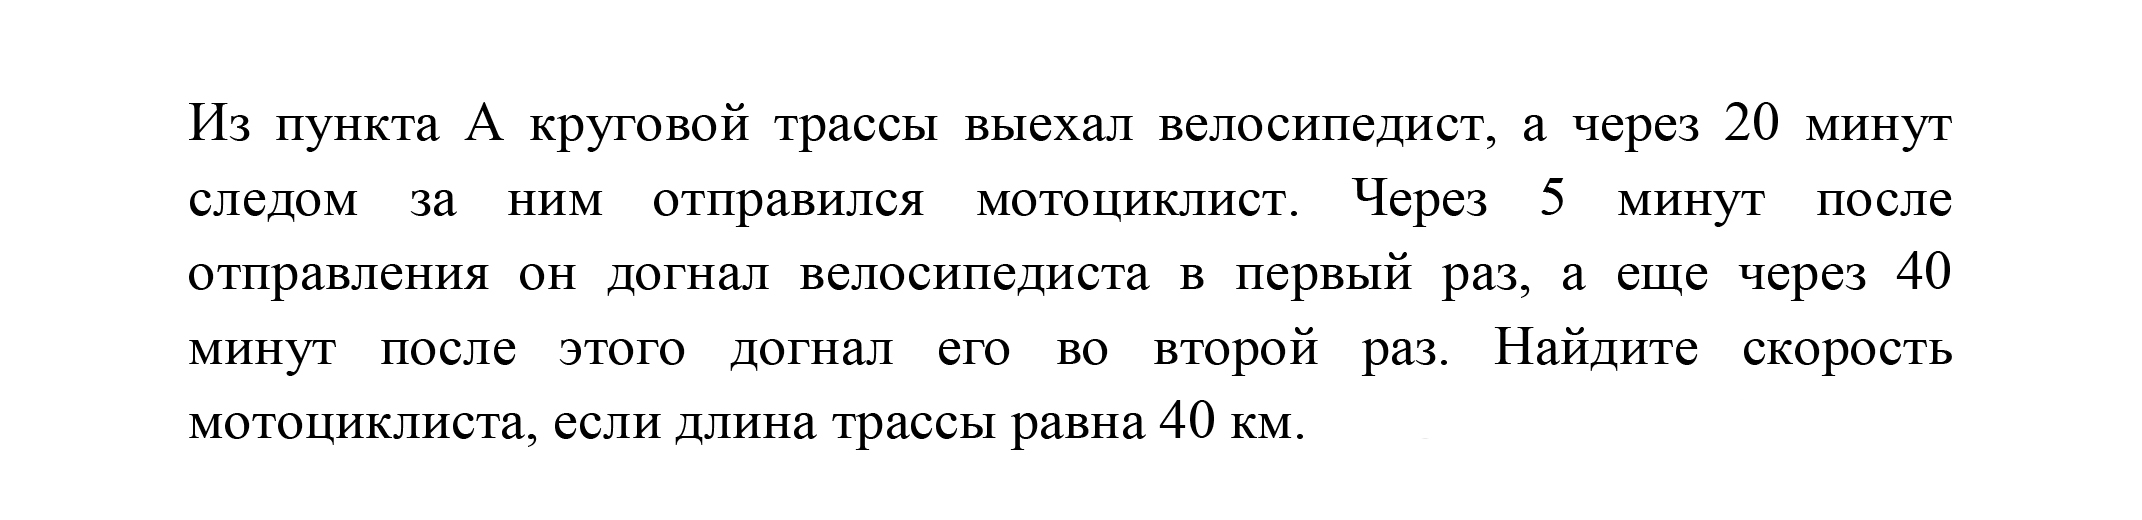 Из пункта А круговой трассы выехал велосипедист, а через 20 минут
следом за ним отправился мотоциклист. Через 5 минут после
отправления он догнал велосипедиста в первый раз, а еще через 40
минут после этого догнал его во второй раз. Найдите скорость
мотоциклиста, если длина трассы равна 40 км.